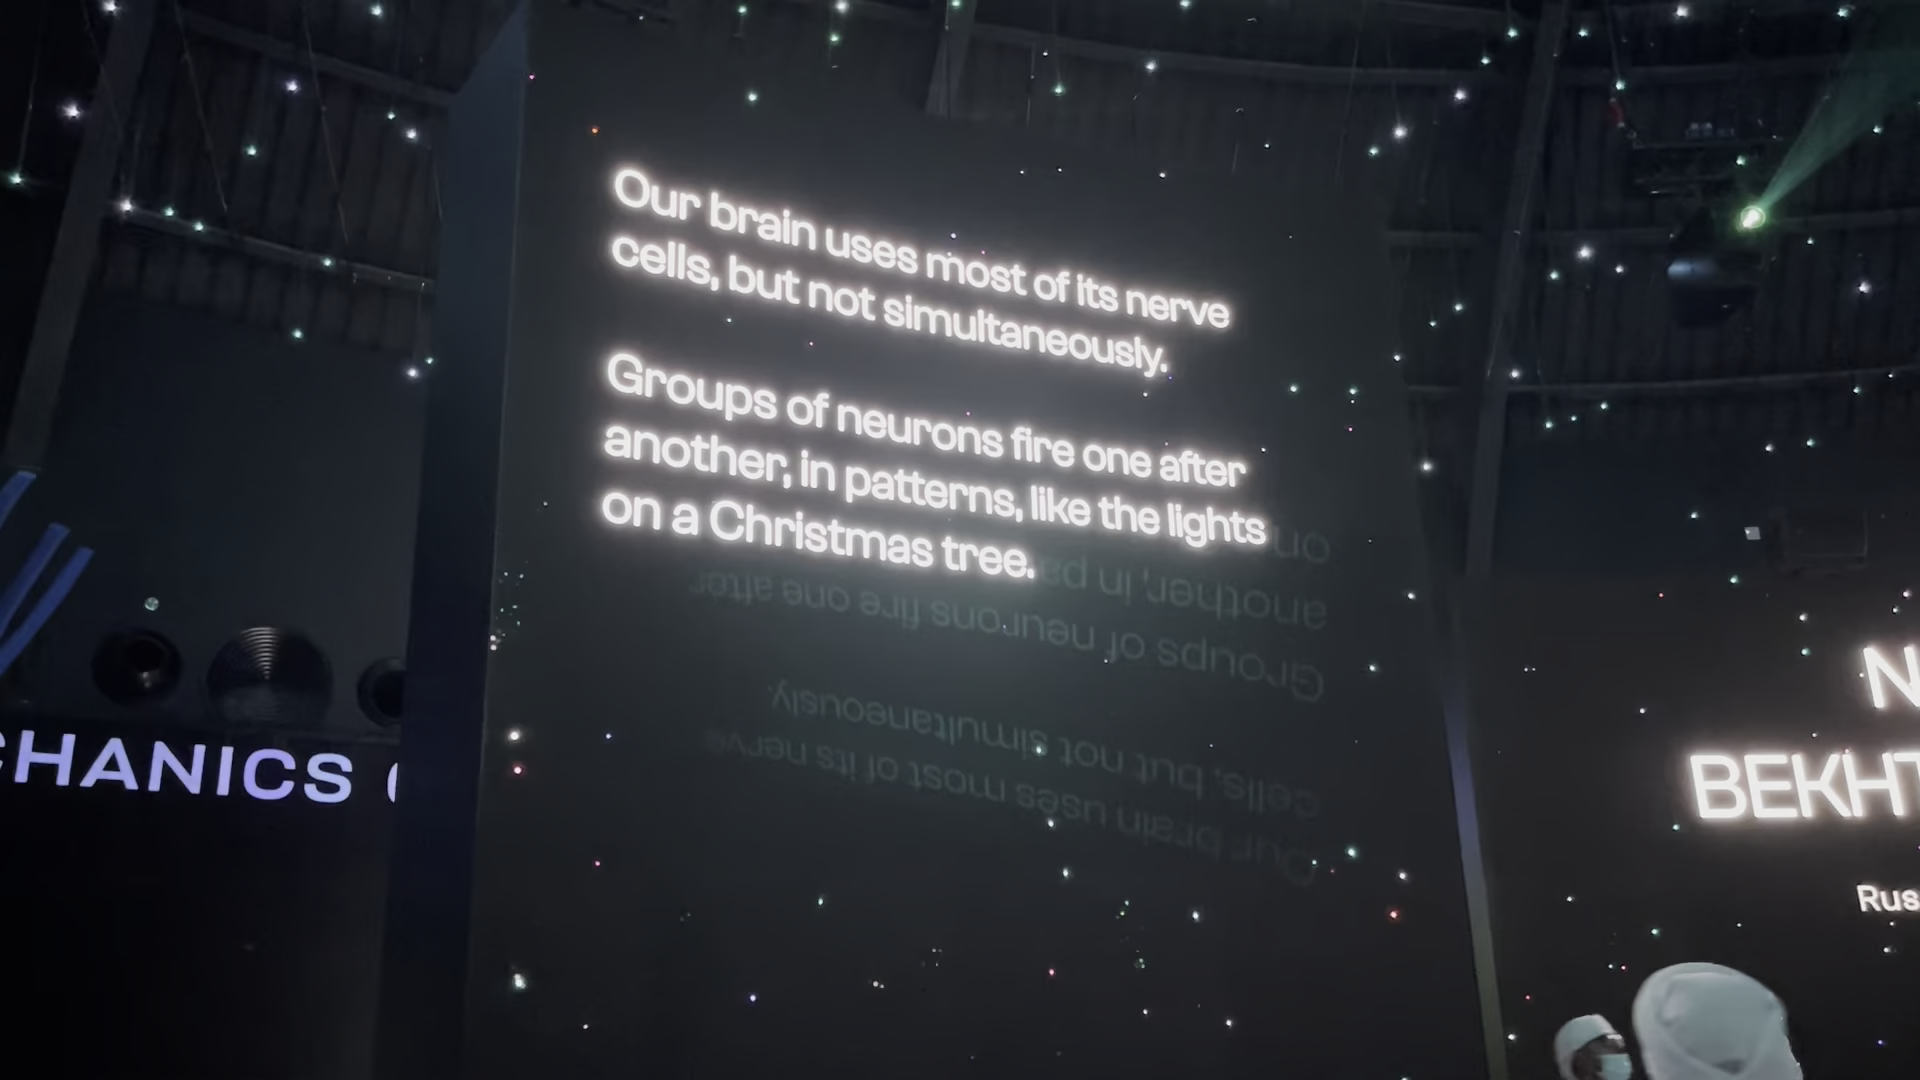 Our brain uses most of its nerve
cells, but not simultaneously.
Groups of neurons fire one after
another, in patterns, like the lights
on a Christmas tree.
CHANICS
N
BEKHT
Rus